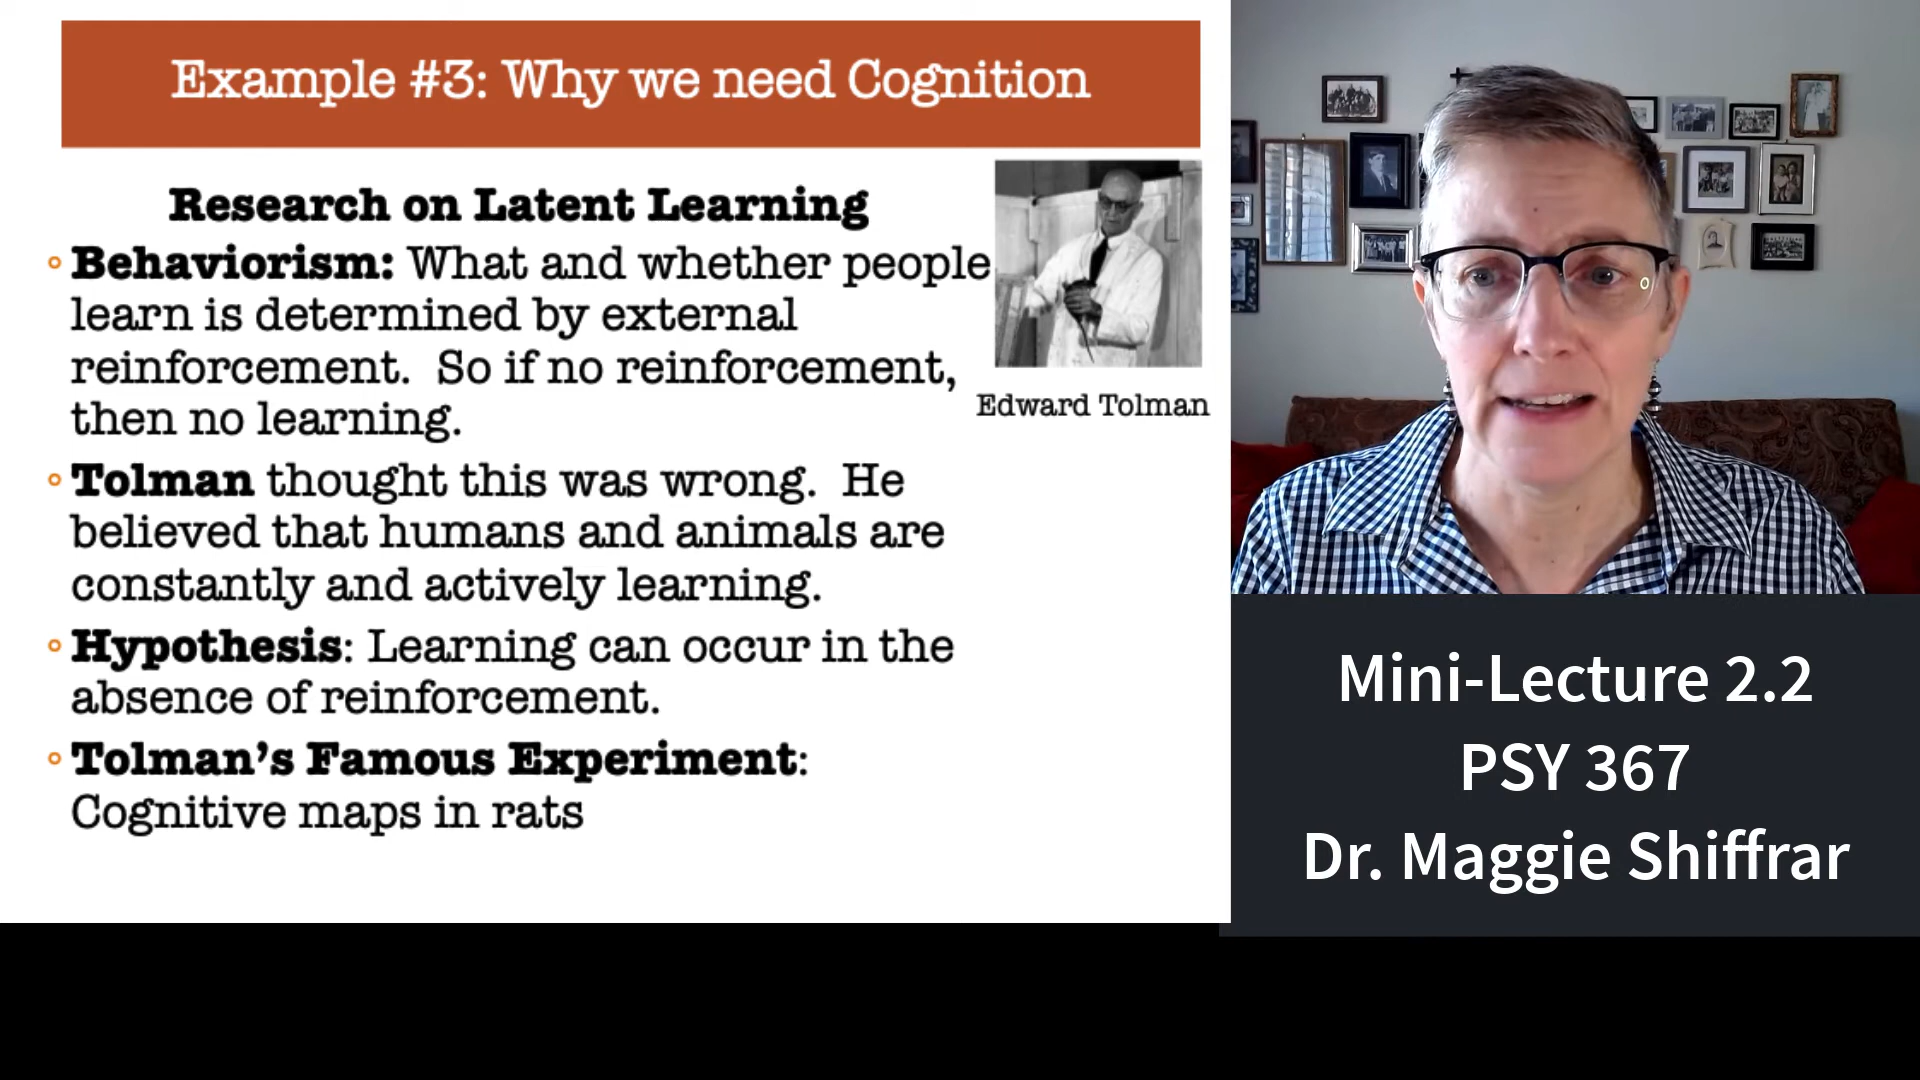 Example #3: Why we need Cognition
Research on Latent Learning
Behaviorism: What and whether people
learn is determined by external
reinforcement.  So if no reinforcement,
then no learning.
Tolman thought this was wrong.  He
believed that humans and animals are
constantly and actively learning.
Hypothesis: Learning can occur in the
absence of reinforcement.
Tolman’s Famous Experiment:
Cognitive maps in rats
Edward Tolman
Mini-Lecture 2.2
PSY 367
Dr. Maggie Shiffrar